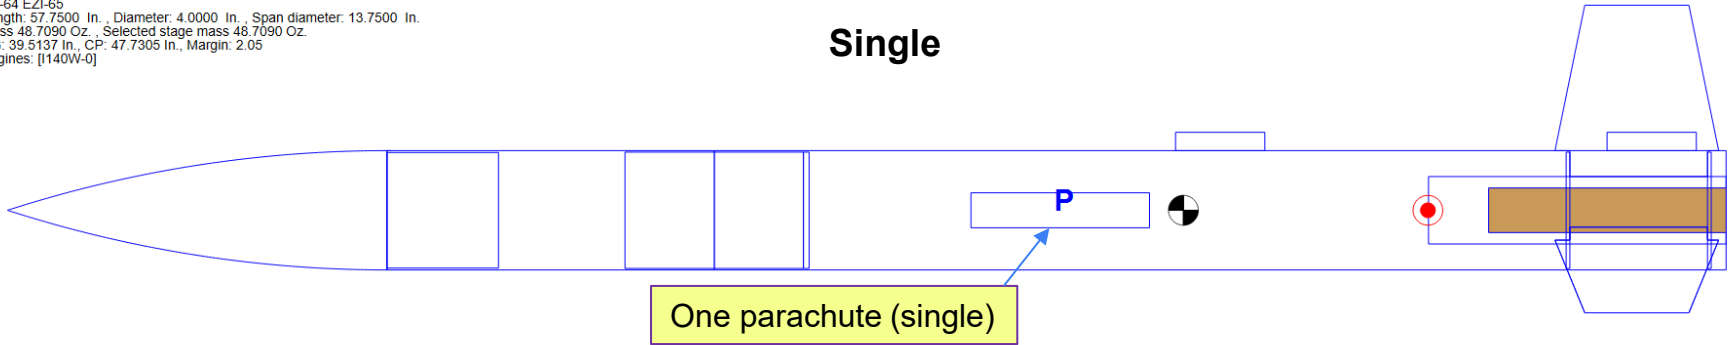 -64 EZI-65
ngth: 57.7500 In. , Diameter: 4.0000 In. , Span diameter: 13.7500 In.
ss 48.7090 Oz. , Selected stage mass 48.7090 Oz.
: 39.5137 In., CP: 47.7305 In., Margin: 2.05
gines: [I140W-0]
Single
P
One parachute (single)